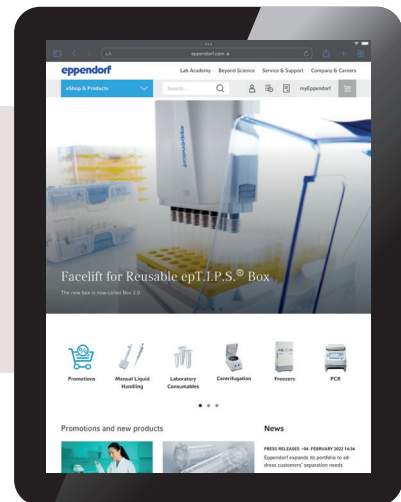 eppendorf.com
eppendorf
Lab Academy Beyond Science Service & Support Company & Careers
eShop & Products
Search...
myEppendorf
eppendorf
Facelift for Reusable epT.I.P.S.® Box
The new box is now called Box 2.0
Promotions
Manual Liquid
Handling
Laboratory
Consumables
Centrifugation
Freezers
PCR
Promotions and new products
News
PRESS RELEASES •04. FEBRUARY 2022 14:34
Eppendorf expands its portfolio to ad-
dress customers' separation needs